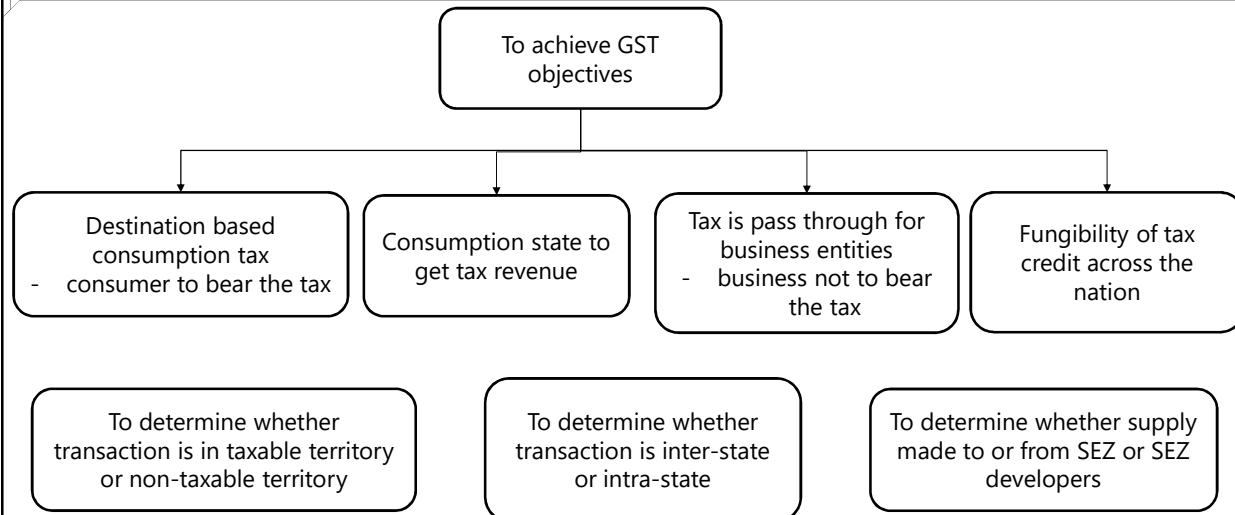 To achieve GST
objectives
Destination based
consumption tax
- consumer to bear the tax
Consumption state to
get tax revenue
Tax is pass through for
business entities
- business not to bear
the tax
Fungibility of tax
credit across the
nation
To determine whether
transaction is in taxable territory
or non-taxable territory
To determine whether
transaction is inter-state
or intra-state
To determine whether supply
made to or from SEZ or SEZ
developers